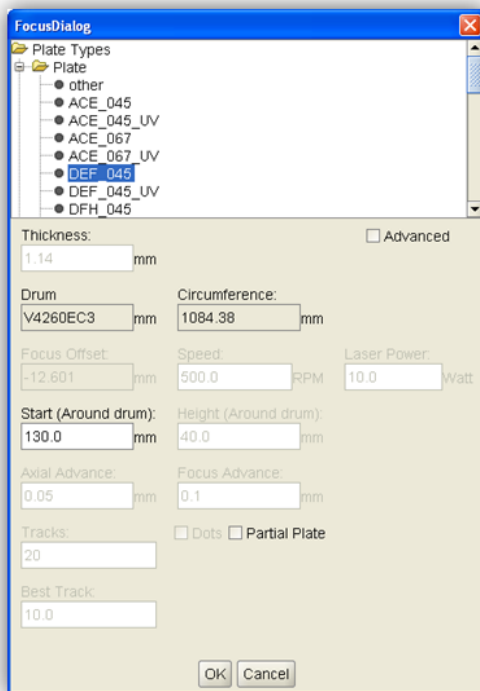 FocusDialog
Plate Types
Plate
other
ACE_045
ACE_045_UV
ACE_067
ACE_067_UV
DEF_045
DEF_045_UV
DFH_045
Thickness: Advanced
1.14 mm
Drum Circumference:
V4260EC3 mm 1084.38 mm
Focus Offset: Speed: Laser Power:
-12.601 mm 500.0 RPM 10.0 Watt
Start (Around drum): Height (Around drum):
130.0 mm 40.0 mm
Axial Advance: Focus Advance:
0.05 mm 0.1 mm
Tracks: Dots Partial Plate
20
Best Track:
10.0
OK Cancel